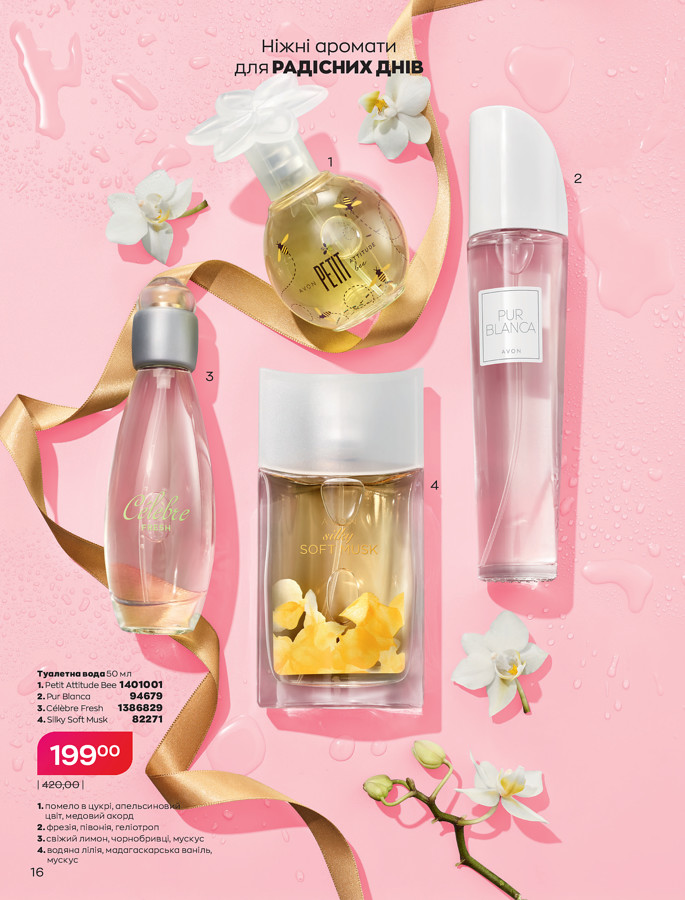 Ніжні аромати
для РАДІСНИХ ДНІВ
1
2
AVON PETIT ATTITUDE bee
PUR
BLANCA
AVON
3
4
Célèbre
FRESH
silky
SOFT MUSK
Туалетна вода 50 мл
1. Petit Attitude Bee 1401001
2. Pur Blanca 94679
3. Célèbre Fresh 1386829
4. Silky Soft Musk 82271
199⁰⁰
| 420,00 |
1. помело в цукрі, апельсиновий
цвіт, медовий акорд
2. фрезія, півонія, геліотроп
3. свіжий лимон, чорнобривці, мускус
4. водяна лілія, мадагаскарська ваніль,
мускус
16